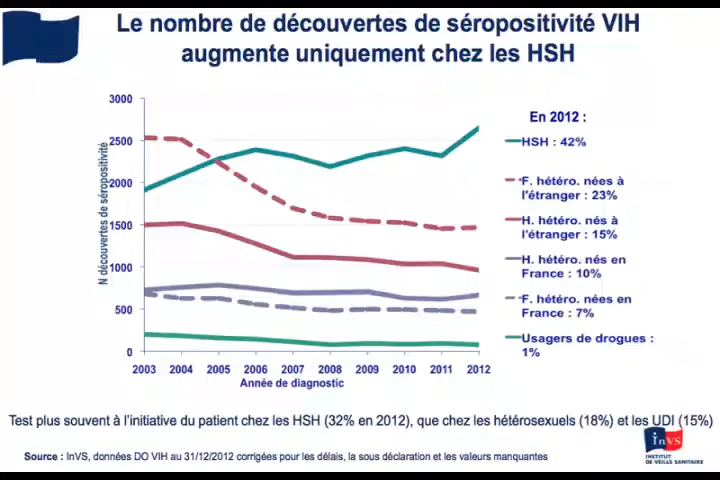 Le nombre de découvertes de séropositivité VIH
augmente uniquement chez les HSH
N découvertes de séropositivité
3000
2500
2000
1500
1000
500
0
2003 2004 2005 2006 2007 2008 2009 2010 2011 2012
Année de diagnostic
En 2012 :
HSH : 42%
F. hétéro. nées à
l'étranger : 23%
H. hétéro. nés à
l'étranger : 15%
H. hétéro. nés en
France : 10%
F. hétéro. nées en
France : 7%
Usagers de drogues :
1%
Test plus souvent à l'initiative du patient chez les HSH (32% en 2012), que chez les hétérosexuels (18%) et les UDI (15%)
Source : InVS, données DO VIH au 31/12/2012 corrigées pour les délais, la sous déclaration et les valeurs manquantes
InVS
INSTITUT
DE VEILLE SANITAIRE